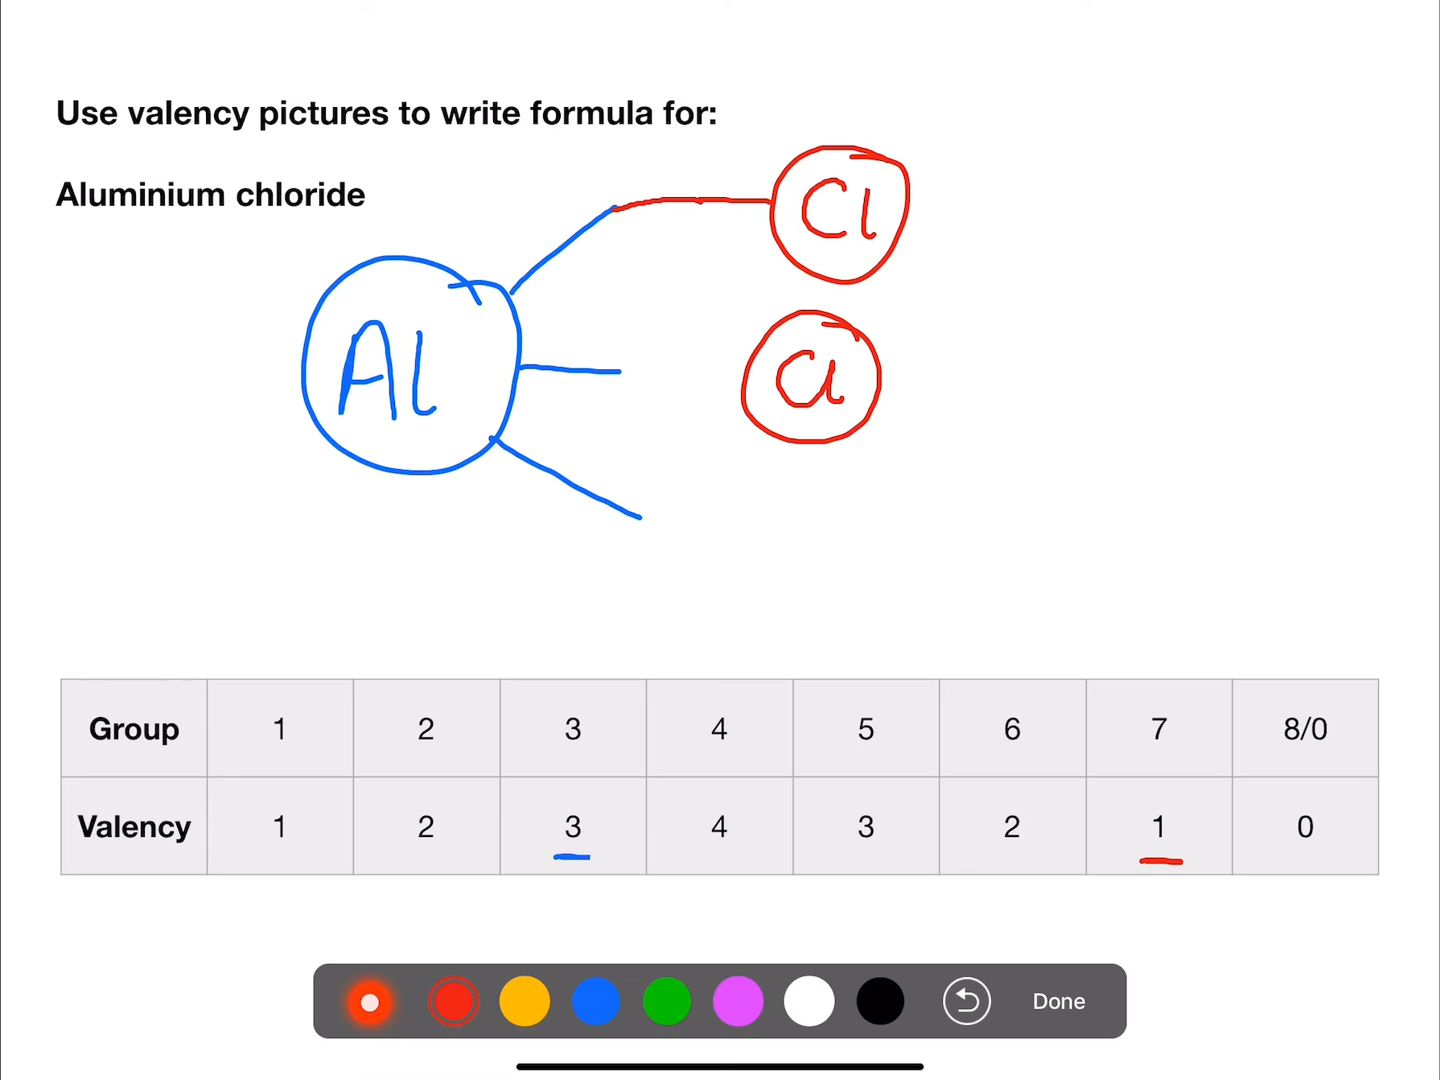 Use valency pictures to write formula for:
Aluminium chloride
Cl
Al
Cl
Group 1 2 3 4 5 6 7 8/0
Valency 1 2 3 4 3 2 1 0
Done